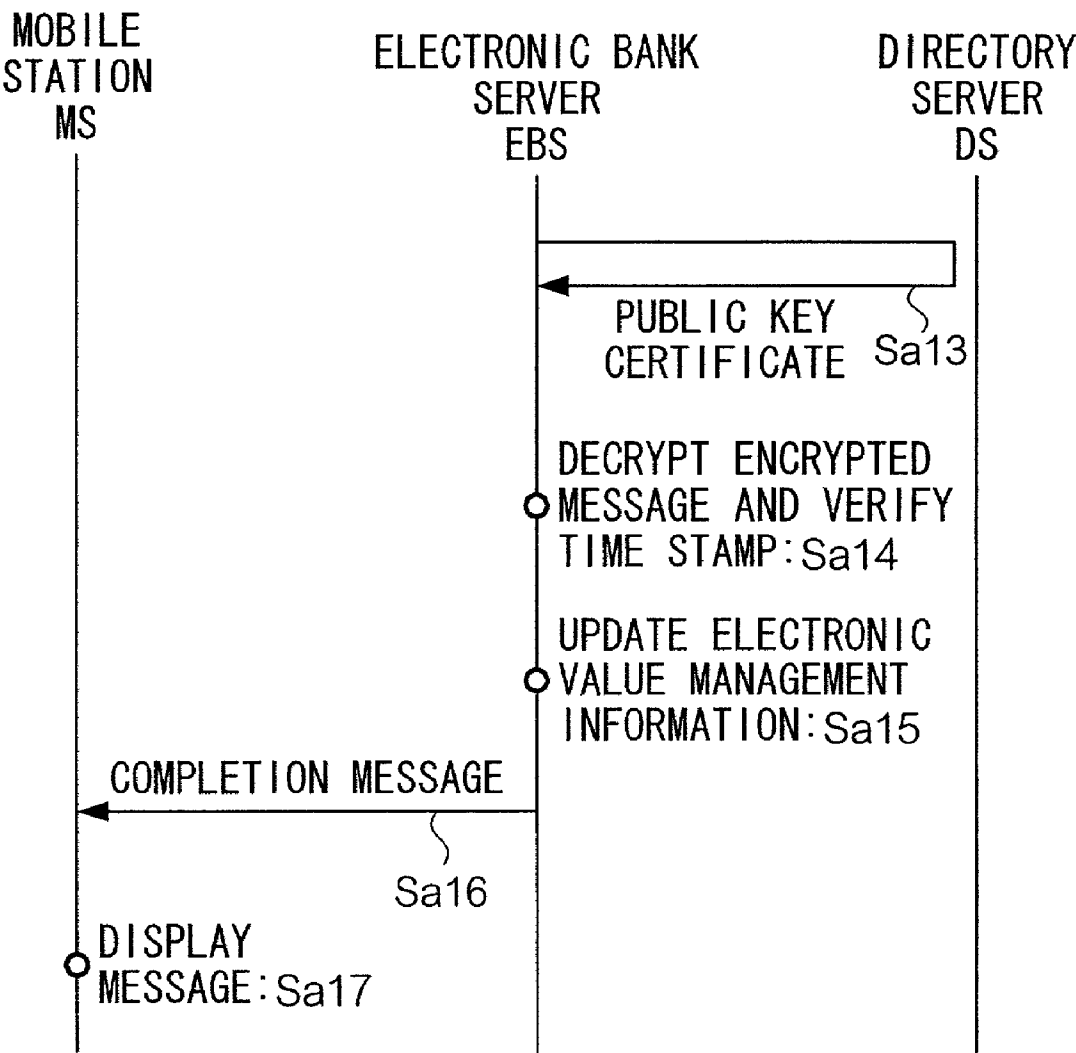 MOBILE
STATION
MS
ELECTRONIC BANK
SERVER
EBS
DIRECTORY
SERVER
DS
PUBLIC KEY
CERTIFICATE
Sa13
DECRYPT ENCRYPTED
MESSAGE AND VERIFY
TIME STAMP:Sa14
UPDATE ELECTRONIC
VALUE MANAGEMENT
INFORMATION:Sa15
COMPLETION MESSAGE
Sa16
DISPLAY
MESSAGE:Sa17